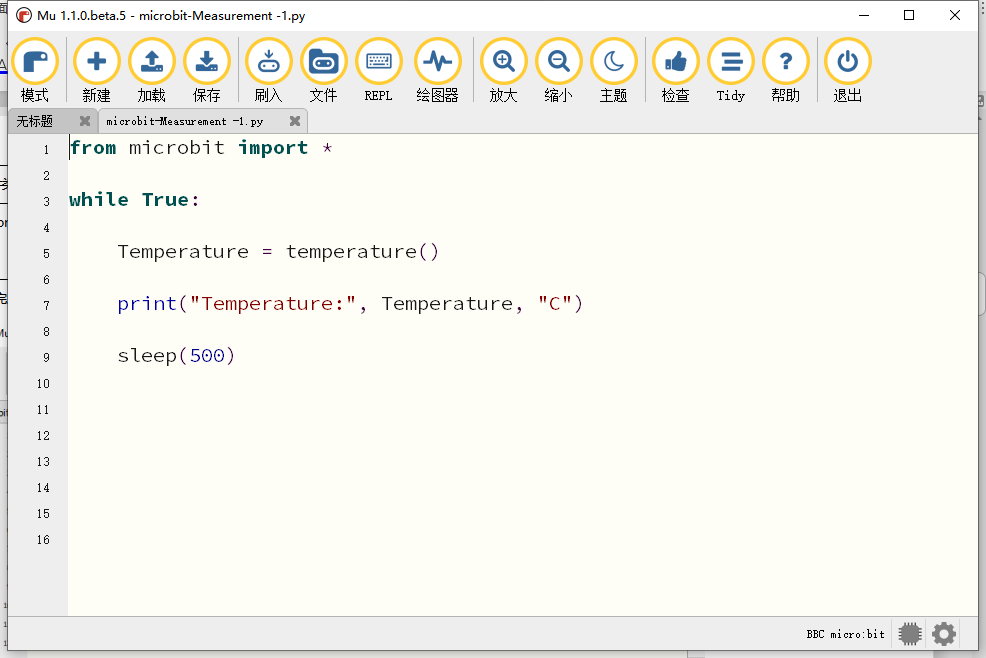 Mu 1.1.0.beta.5 - microbit-Measurement -1.py
模式 新建 加载 保存 刷入 文件 REPL 绘图器 放大 缩小 主题 检查 Tidy 帮助 退出
无标题 microbit-Measurement -1.py
1 from microbit import *
2
3 while True:
4
5 Temperature = temperature()
6
7 print("Temperature:", Temperature, "C")
8
9 sleep(500)
10
11
12
13
14
15
16
BBC micro:bit